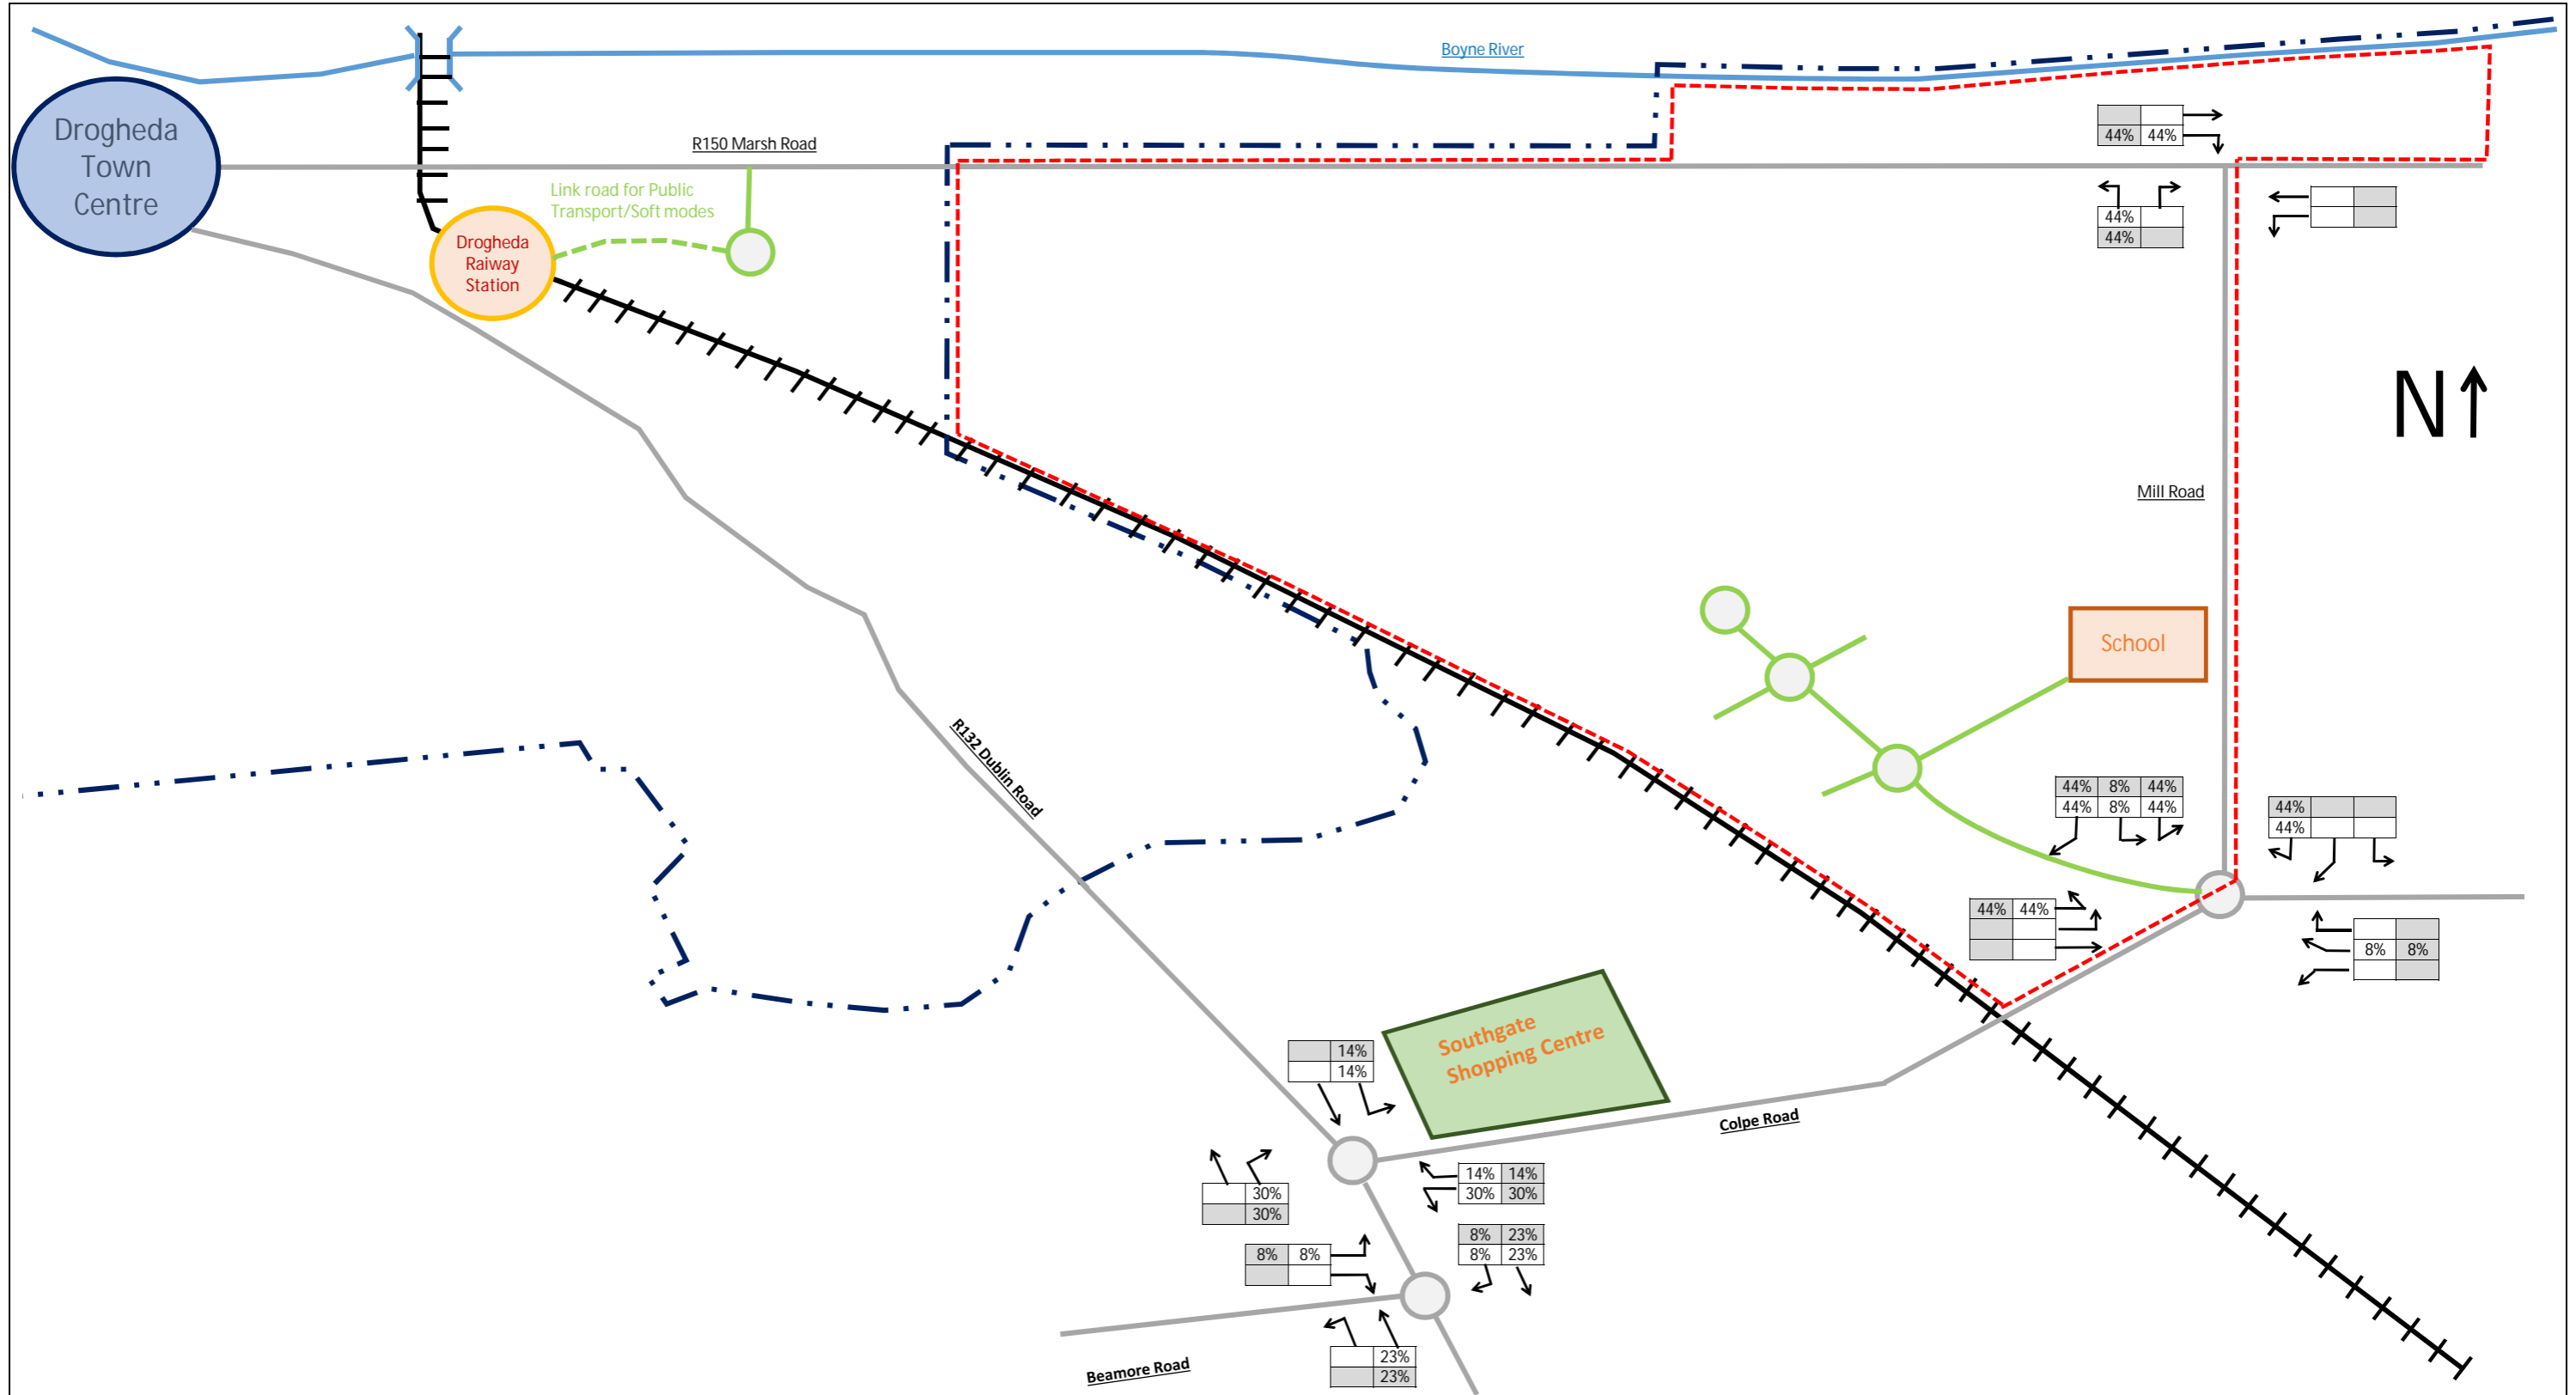 Boyne River
Drogheda
Town
Centre
R150 Marsh Road
44% 44%
Link road for Public
Transport/Soft modes
44%
44%
Drogheda
Raiway
Station
N
Mill Road
School
R132 Dublin Road
44% 8% 44%
44% 8% 44%
44%
44%
44% 44%
8% 8%
Southgate
Shopping Centre
14%
14%
Colpe Road
14% 14%
30% 30%
30%
30%
8% 23%
8% 23%
8% 8%
23%
23%
Beamore Road